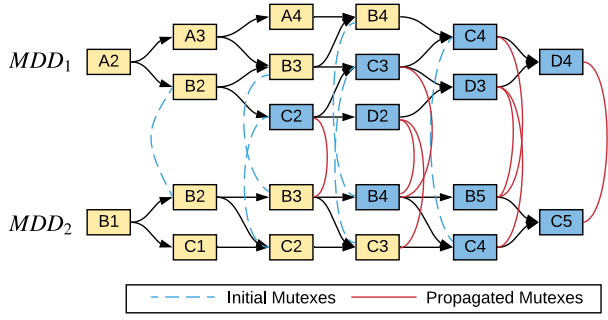 A4 B4
A3 C4
MDD₁ A2 B3 C3 D4
B2 D3
C2 D2
B2 B3 B4 B5
MDD₂ B1 C5
C1 C2 C3 C4
Initial Mutexes Propagated Mutexes